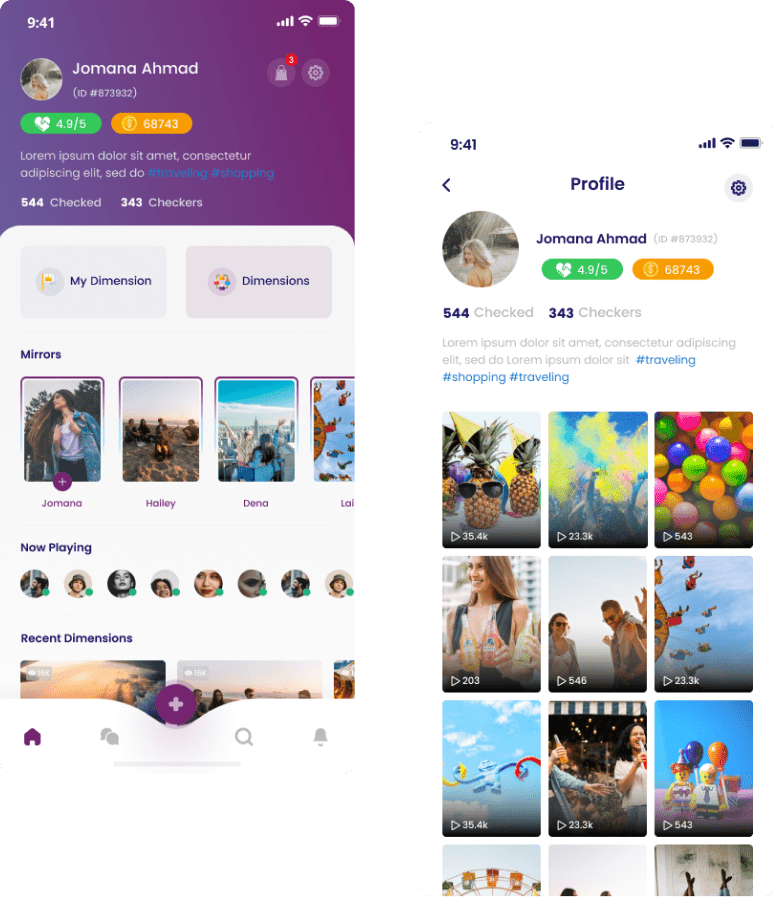 9:41
3
Jomana Ahmad
(ID #873932)
4.9/5 68743
Lorem ipsum dolor sit amet, consectetur
adipiscing elit, sed do #traveling #shopping
544 Checked 343 Checkers
My Dimension Dimensions
Mirrors
Jomana Hailey Dena Lai
Now Playing
Recent Dimensions
16K 16K
9:41
Profile
Jomana Ahmad (ID #873932)
4.9/5 68743
544 Checked 343 Checkers
Lorem ipsum dolor sit amet, consectetur adipiscing
elit, sed do Lorem ipsum dolor sit #traveling
#shopping #traveling
35.4k 23.3k 543
203 546 23.3k
35.4k 23.3k 543